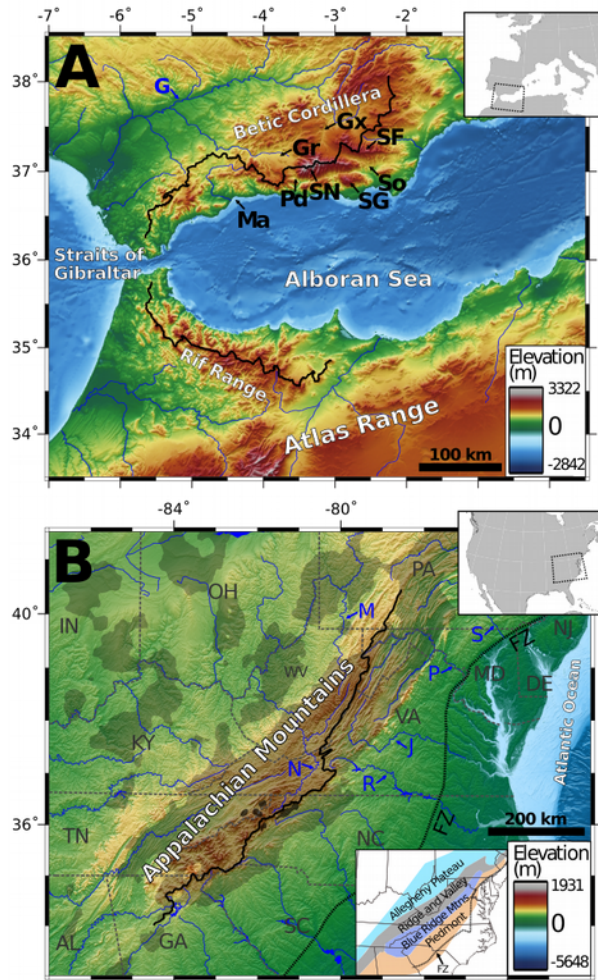 -7 -6 -5 -4 -3 -2
A
38°
37°
36°
35°
34°
G
Betic Cordillera
Gx
SF
Gr
Pd
SN
SG
So
Ma
Straits of
Gibraltar
Alboran Sea
Rif Range
Atlas Range
Elevation
(m)
3322
0
-2842
100 km
-84° -80°
B
40°
36°
PA
OH
IN
M
S
NJ
FZ
WV
P
MD
DE
Appalachian Mountains
VA
KY
J
N
R
Atlantic Ocean
200 km
TN
FZ
NC
AL
GA
SC
Allegheny Plateau
Ridge and Valley
Blue Ridge Mtns.
Piedmont
FZ
Elevation
(m)
1931
0
-5648